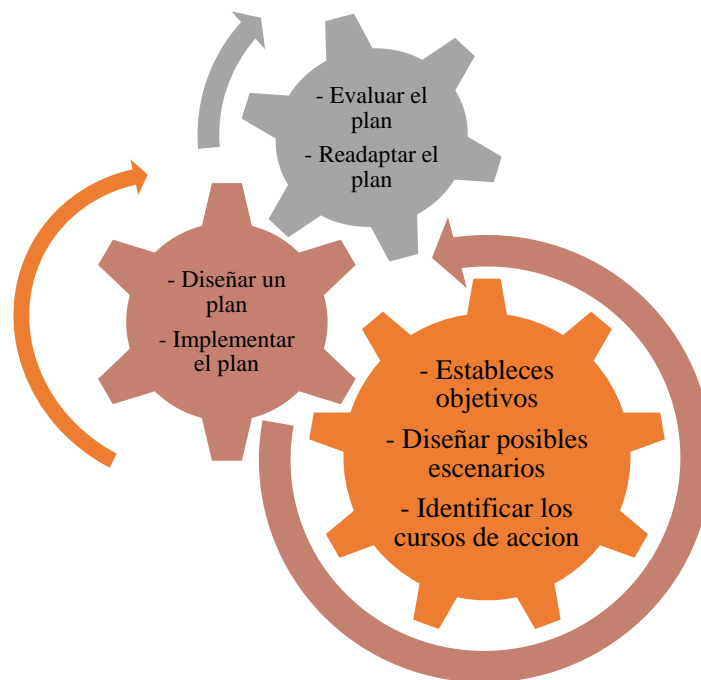 - Evaluar el
plan
- Readaptar el
plan
- Diseñar un
plan
- Implementar
el plan
- Estableces
objetivos
- Diseñar posibles
escenarios
- Identificar los
cursos de accion